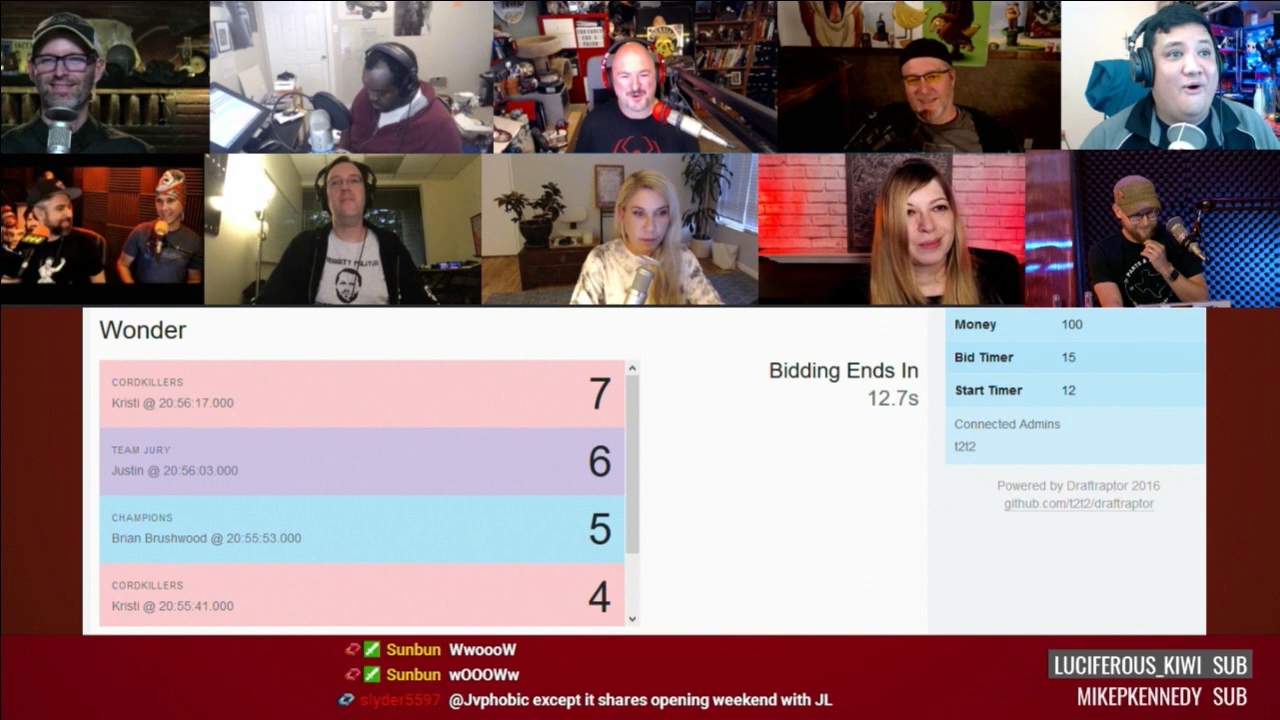 Wonder
CORDKILLERS
Kristi @ 20:56:17.000
7
TEAM JURY
Justin @ 20:56:03.000
6
CHAMPIONS
Brian Brushwood @ 20:55:53.000
5
CORDKILLERS
Kristi @ 20:55:41.000
4
Bidding Ends In
12.7s
Money 100
Bid Timer 15
Start Timer 12
Connected Admins
t2t2
Powered by Draftraptor 2016
github.com/t2t2/draftraptor
Sunbun WwoooW
Sunbun wOOOWw
slyder5597 @Jvphobic except it shares opening weekend with JL
LUCIFEROUS_KIWI SUB
MIKEPKENNEDY SUB